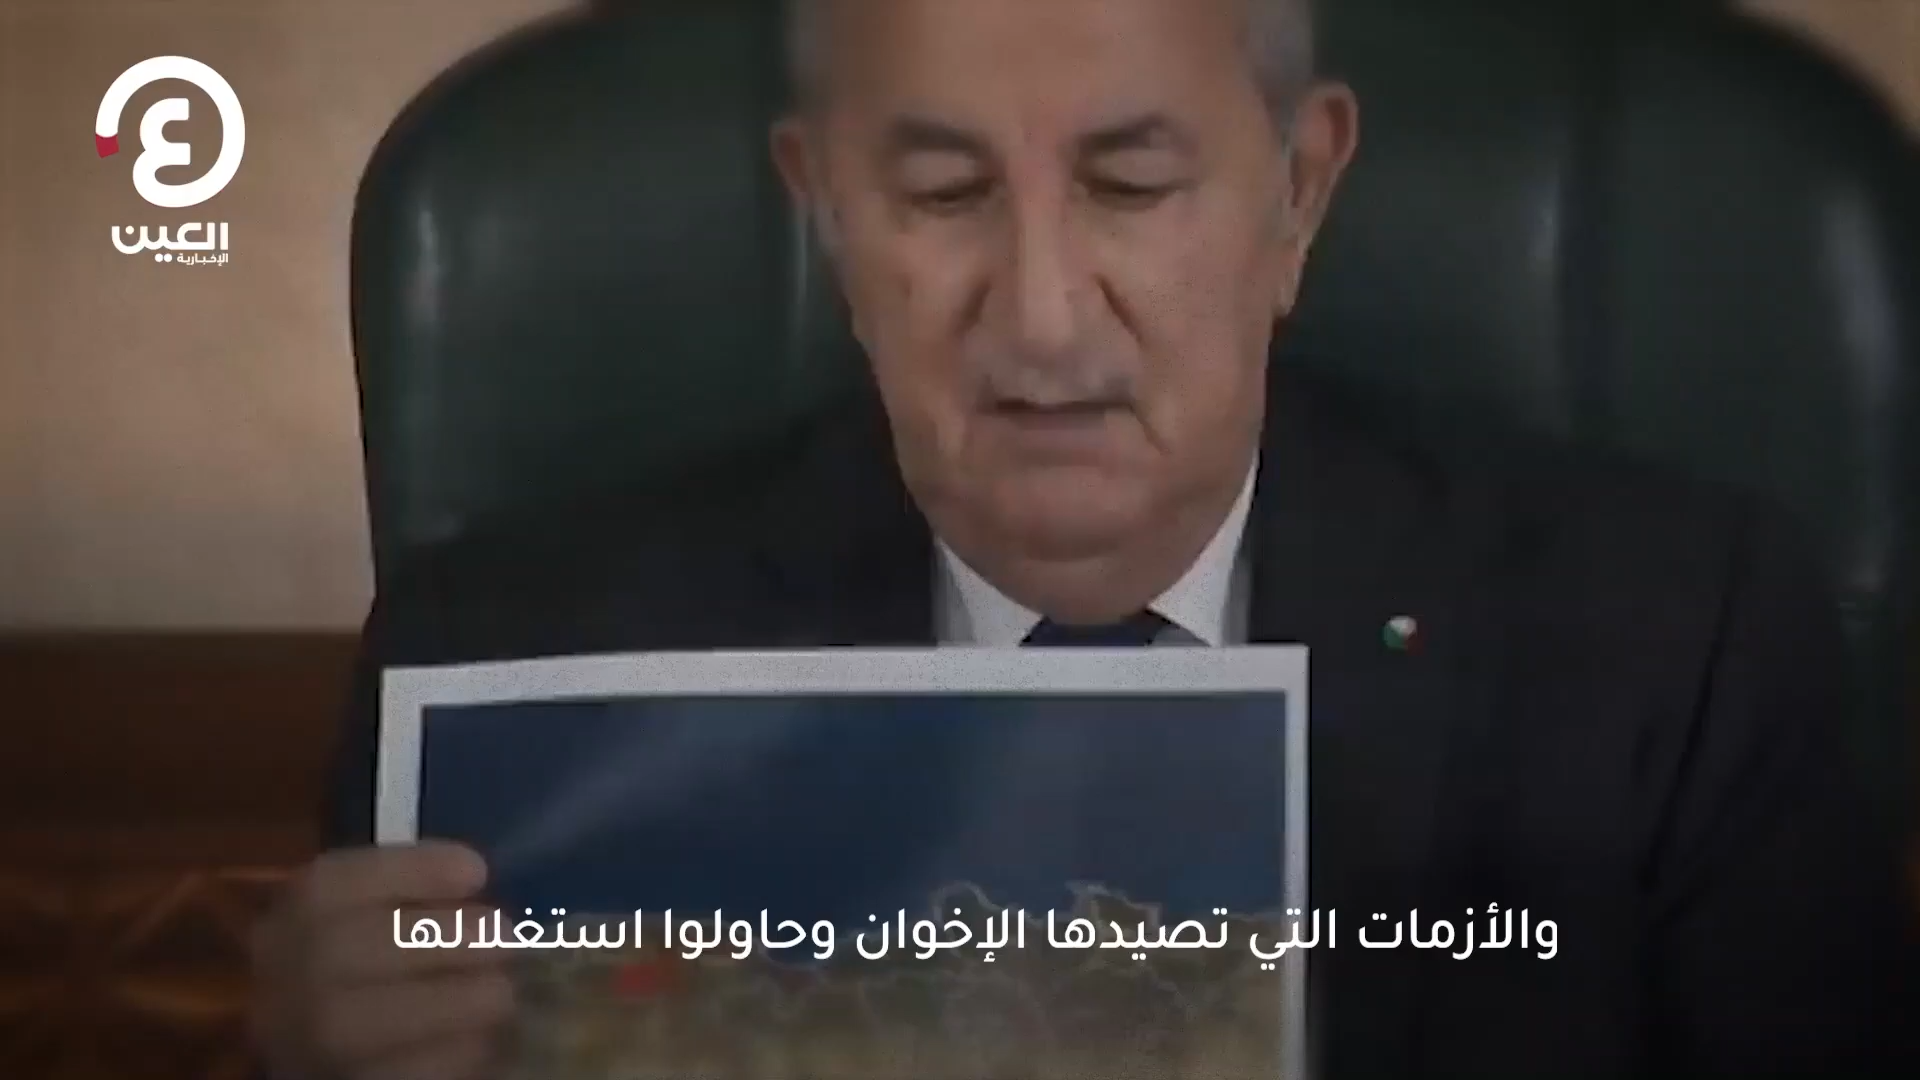 العين
الإخبارية
والأزمات التي تصيدها الإخوان وحاولوا استغلالها